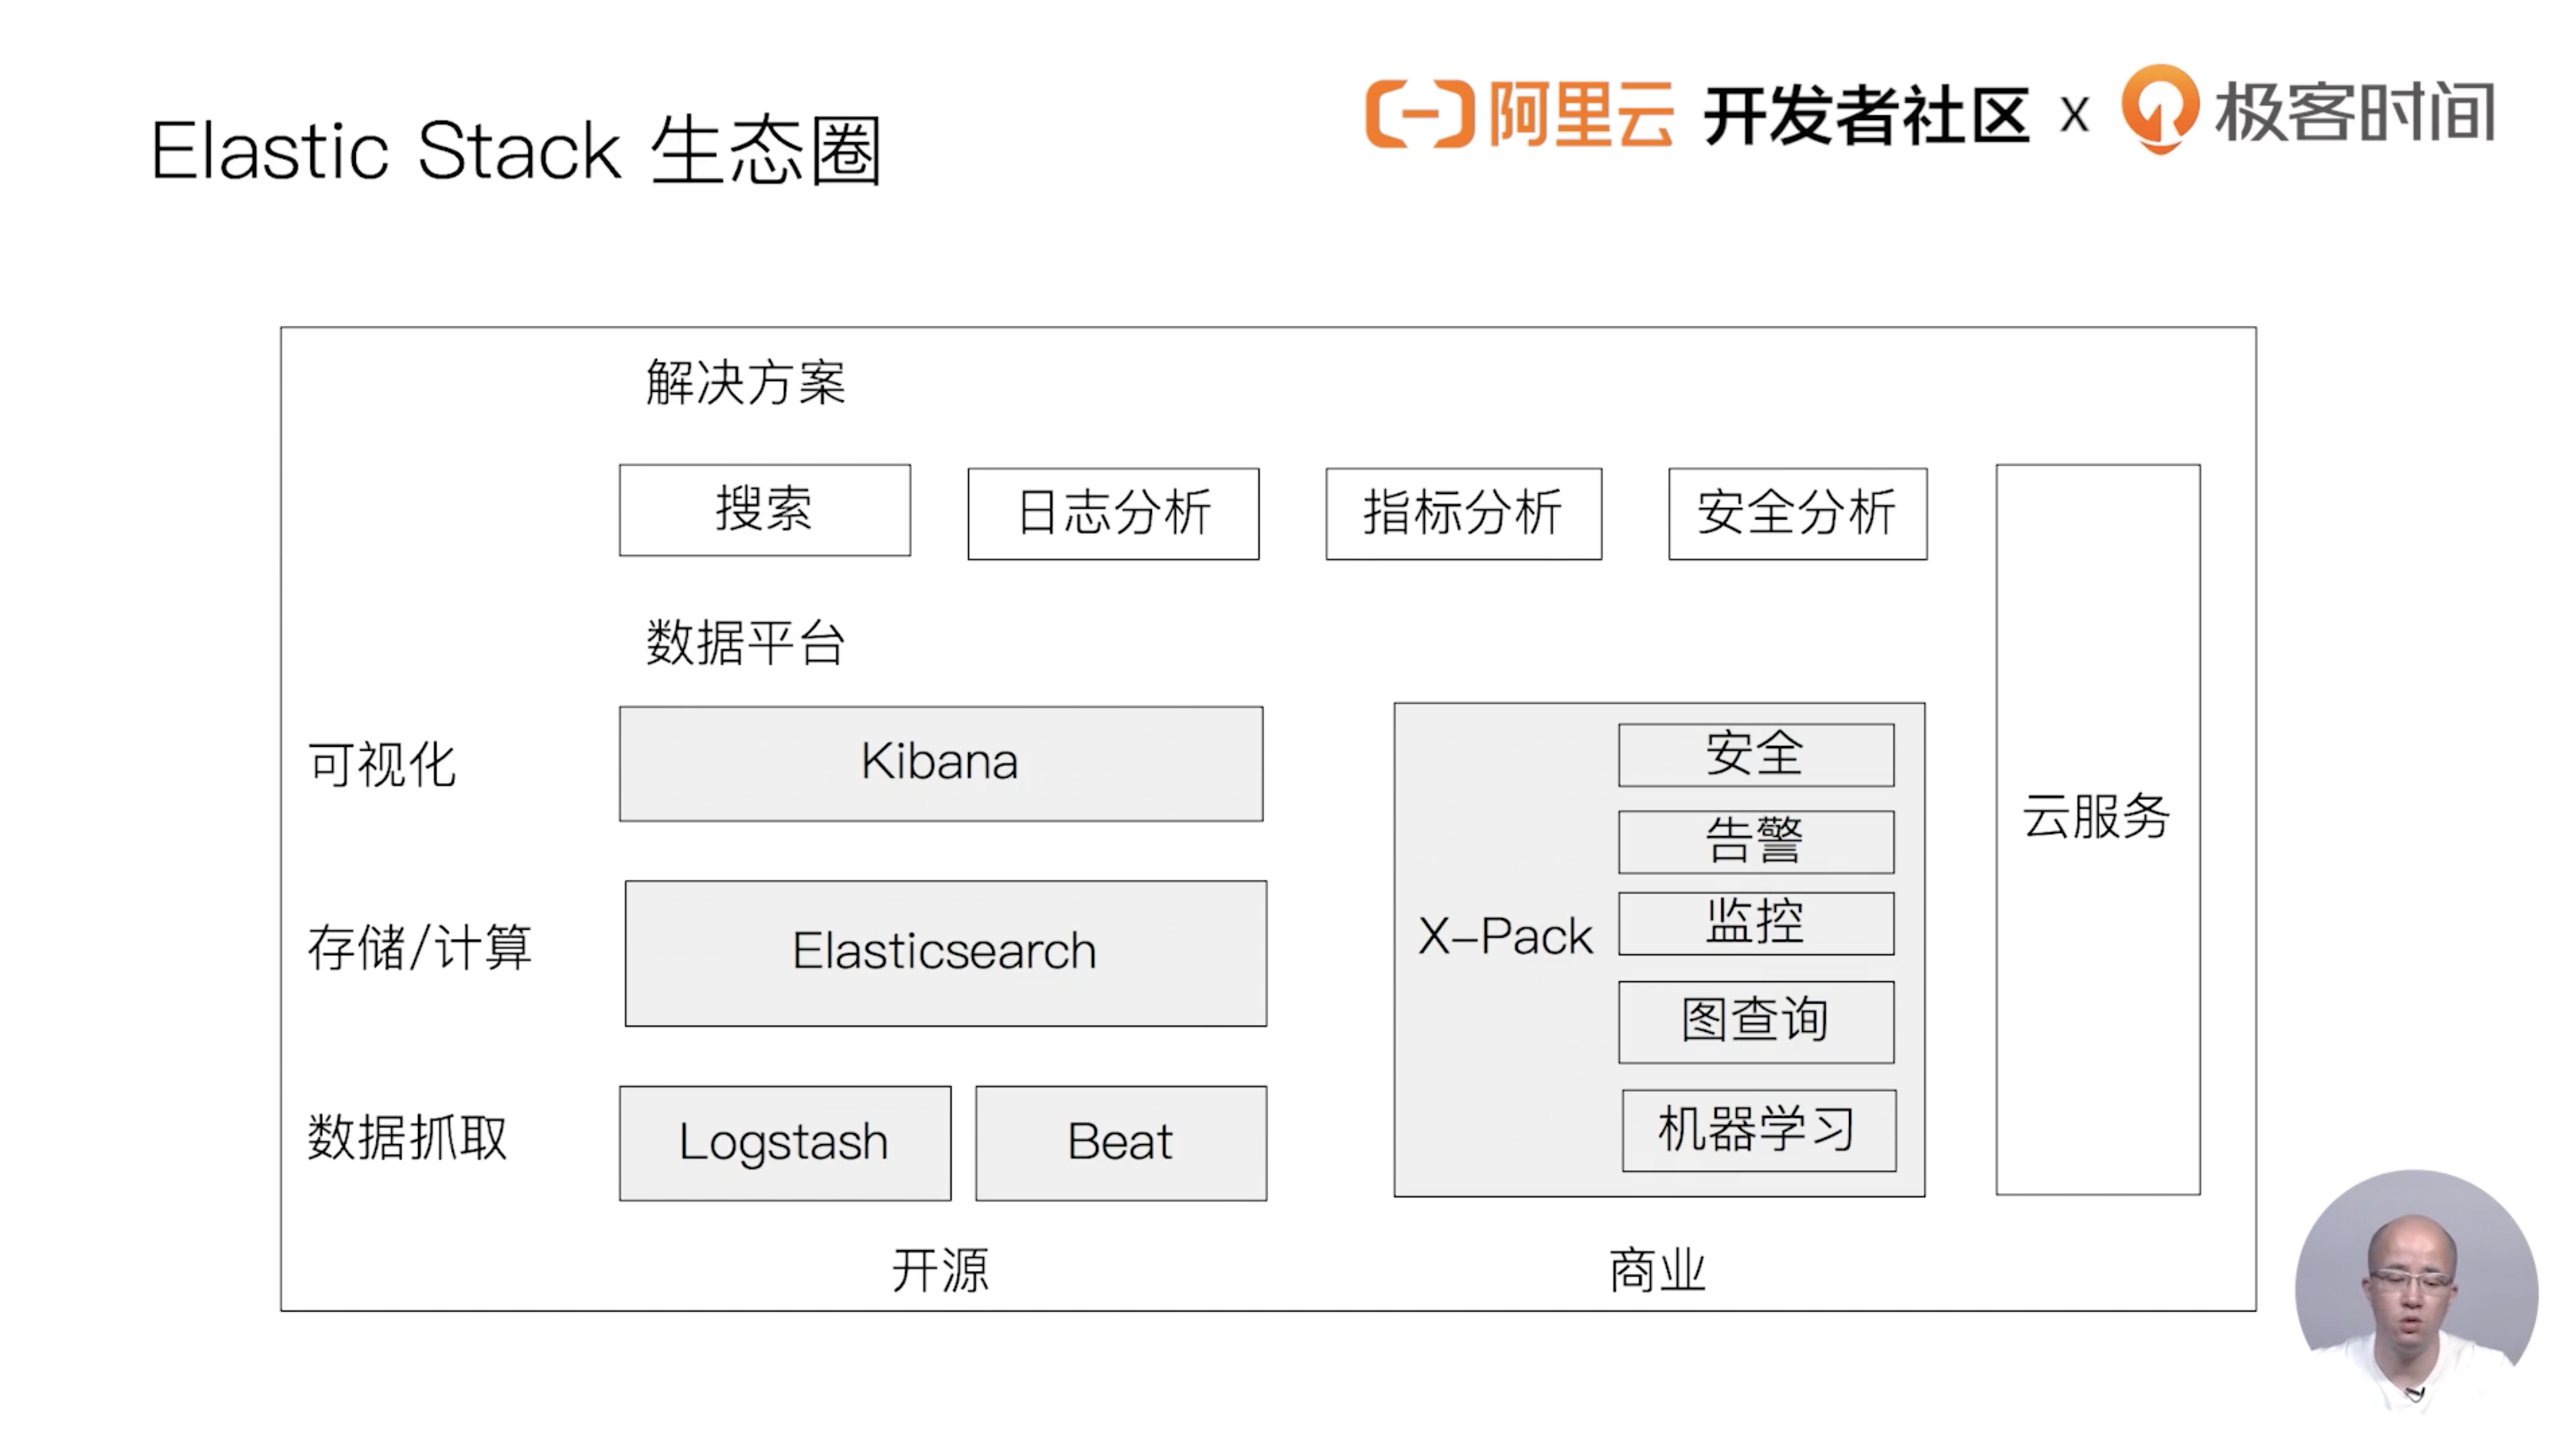 阿里云 开发者社区 X 极客时间
Elastic Stack 生态圈
解决方案
搜索
日志分析
指标分析
安全分析
数据平台
可视化
Kibana
存储/计算
Elasticsearch
数据抓取
Logstash
Beat
开源
X-Pack
安全
告警
监控
图查询
机器学习
商业
云服务